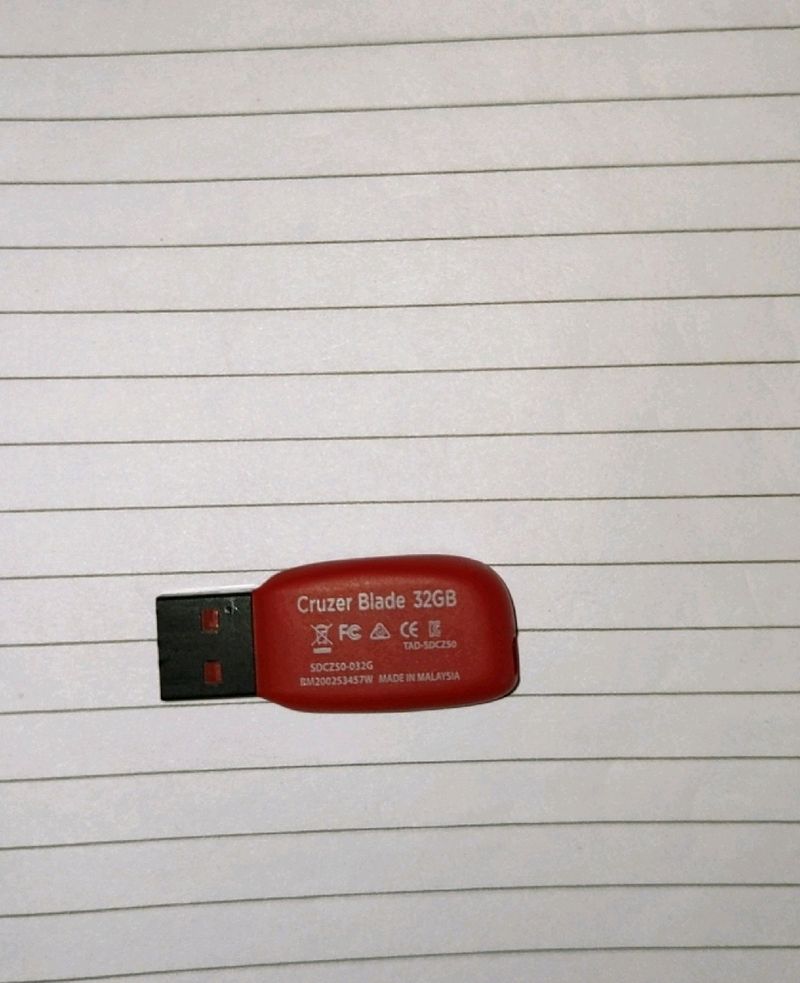 Cruzer Blade 32GB
FC CE
TAD-SDCZ50
SDCZ50-032G
BM200253457W MADE IN MALAYSIA